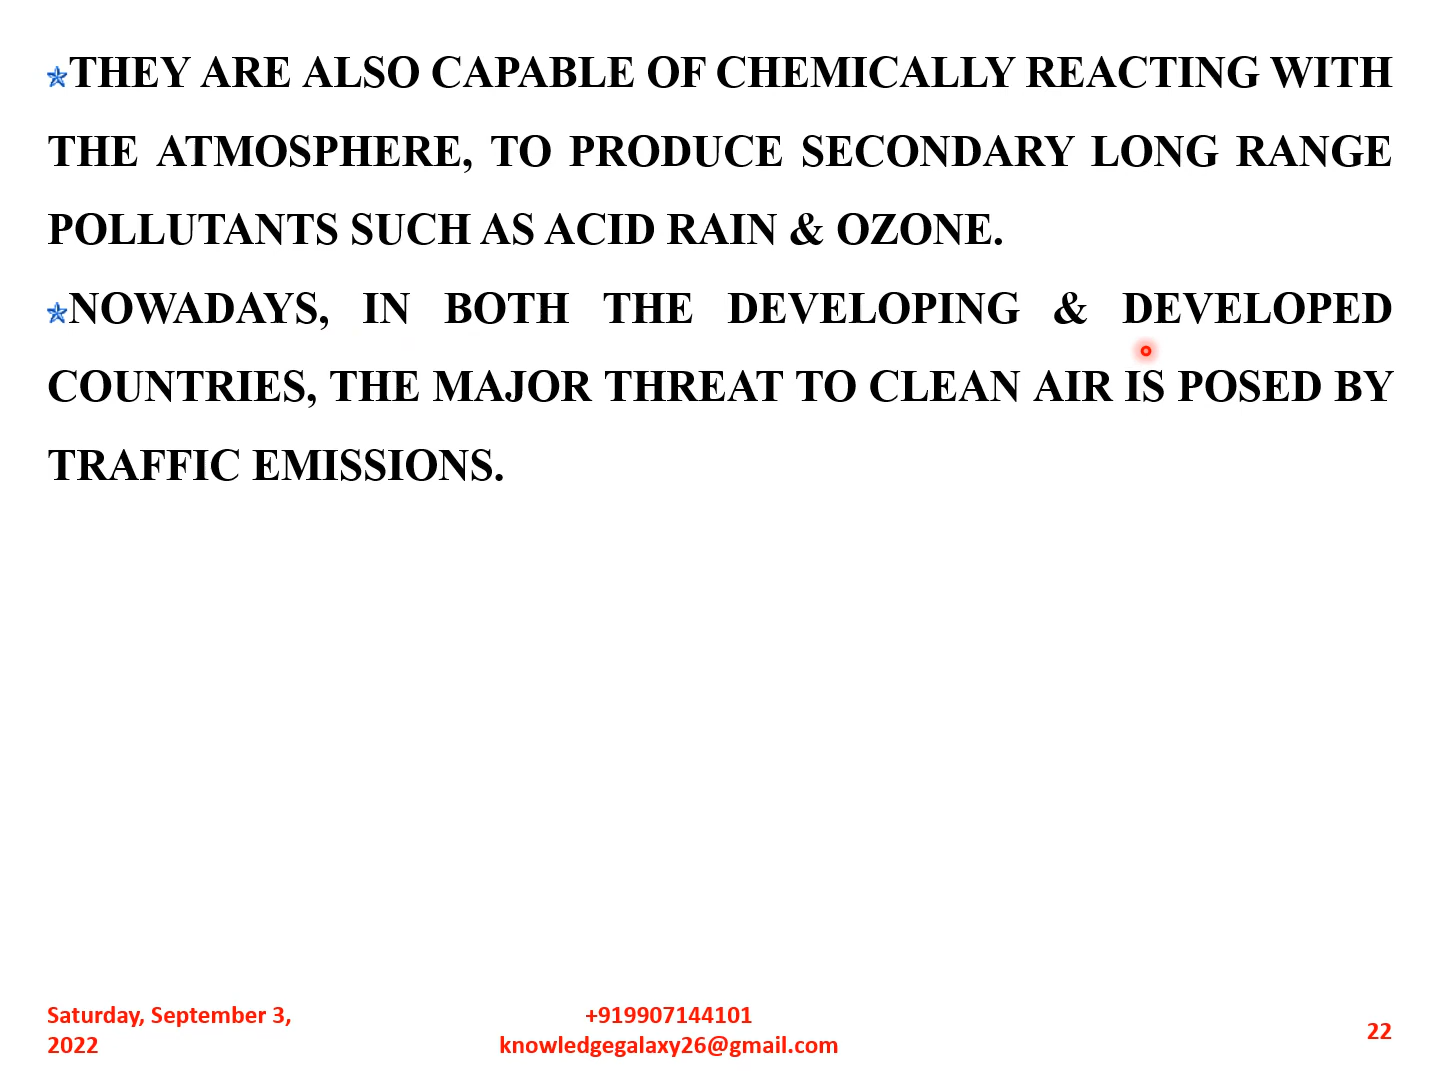 THEY ARE ALSO CAPABLE OF CHEMICALLY REACTING WITH
THE ATMOSPHERE, TO PRODUCE SECONDARY LONG RANGE
POLLUTANTS SUCH AS ACID RAIN & OZONE.
NOWADAYS, IN BOTH THE DEVELOPING & DEVELOPED
COUNTRIES, THE MAJOR THREAT TO CLEAN AIR IS POSED BY
TRAFFIC EMISSIONS.
Saturday, September 3,
2022
+919907144101
knowledgegalaxy26@gmail.com
22